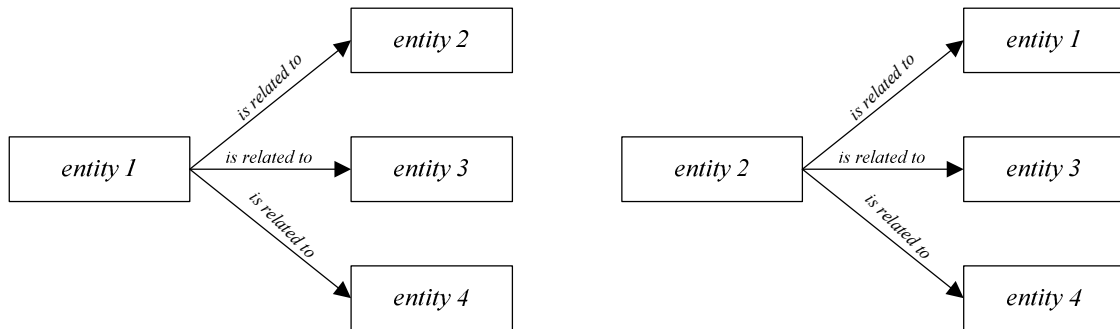 entity 2
is related to
entity 1
is related to
entity 3
is related to
entity 4
entity 1
is related to
entity 2
is related to
entity 3
is related to
entity 4